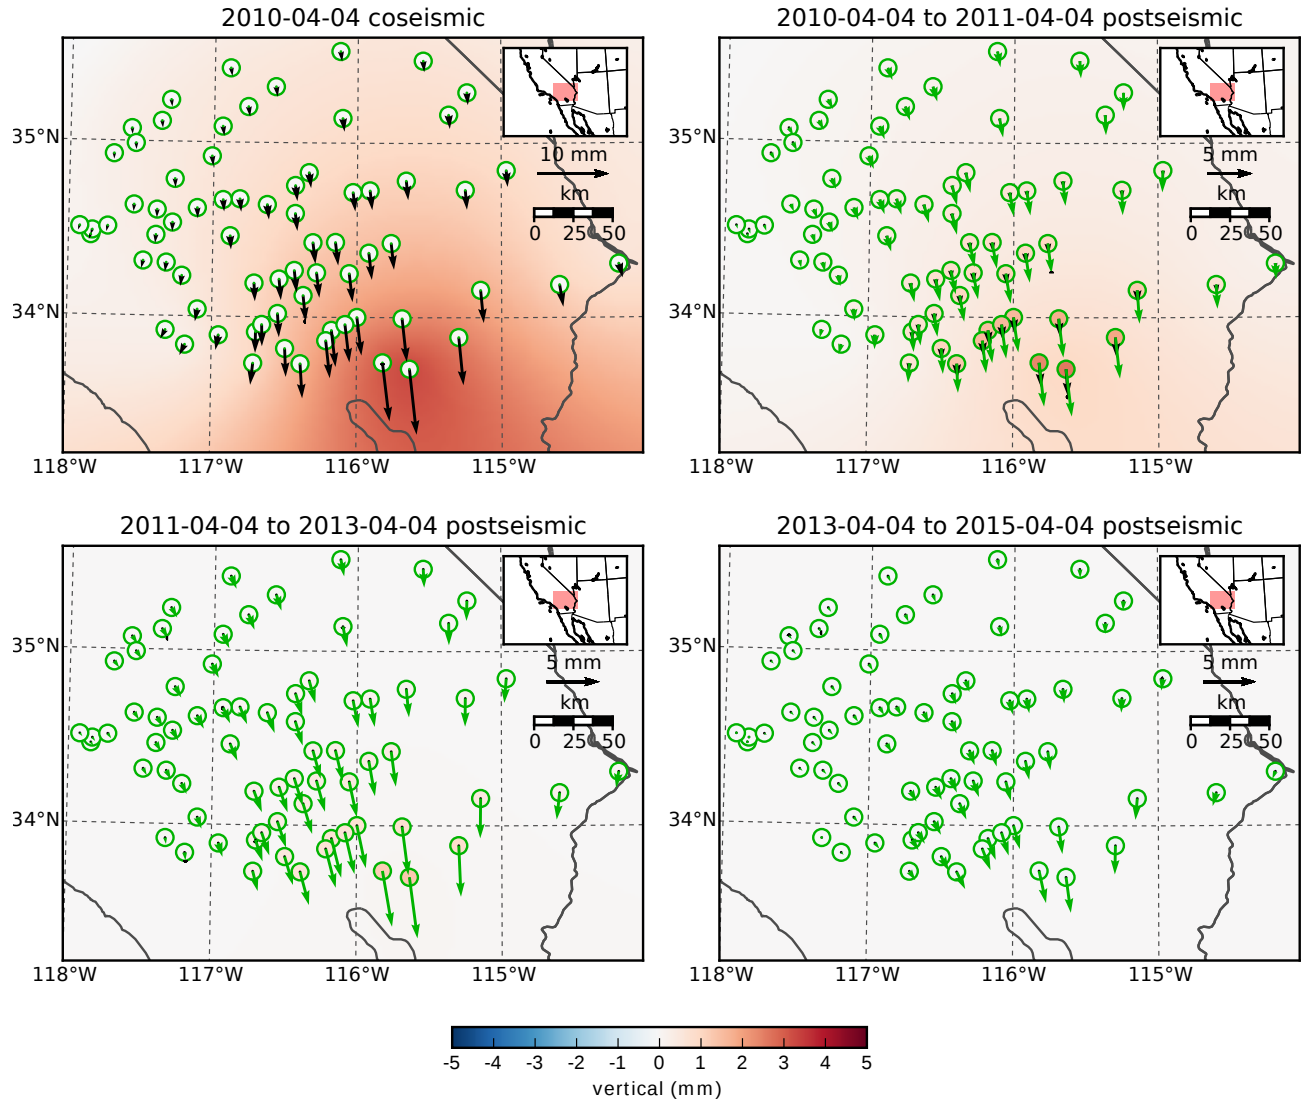 2010-04-04 coseismic
2010-04-04 to 2011-04-04 postseismic
35°N
34°N
10 mm
km
0 25 50
118°W 117°W 116°W 115°W
35°N
34°N
5 mm
km
0 25 50
118°W 117°W 116°W 115°W
2011-04-04 to 2013-04-04 postseismic
2013-04-04 to 2015-04-04 postseismic
35°N
34°N
5 mm
km
0 25 50
118°W 117°W 116°W 115°W
35°N
34°N
5 mm
km
0 25 50
118°W 117°W 116°W 115°W
-5 -4 -3 -2 -1 0 1 2 3 4 5
vertical (mm)